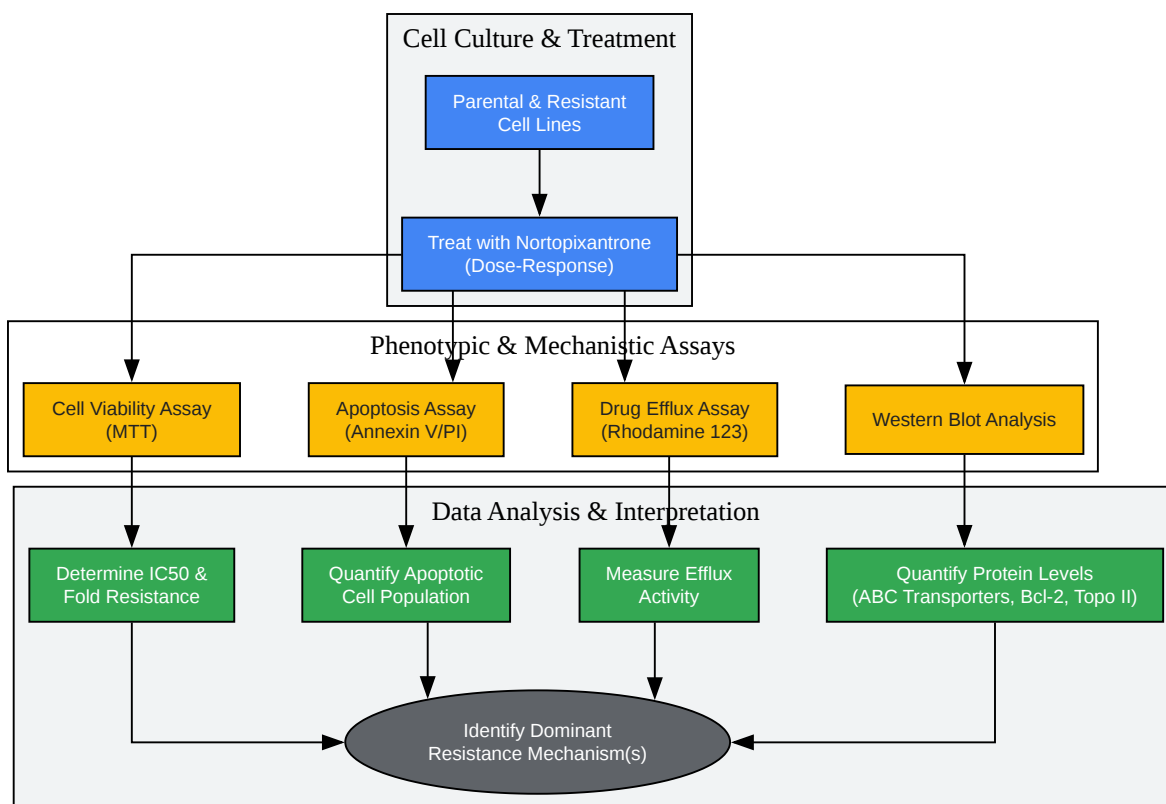 Cell Culture & Treatment
Parental & Resistant
Cell Lines
Treat with Nortopixantrone
(Dose-Response)
Phenotypic & Mechanistic Assays
Cell Viability Assay
(MTT)
Apoptosis Assay
(Annexin V/PI)
Drug Efflux Assay
(Rhodamine 123)
Western Blot Analysis
Data Analysis & Interpretation
Determine IC50 &
Fold Resistance
Quantify Apoptotic
Cell Population
Measure Efflux
Activity
Quantify Protein Levels
(ABC Transporters, Bcl-2, Topo II)
Identify Dominant
Resistance Mechanism(s)